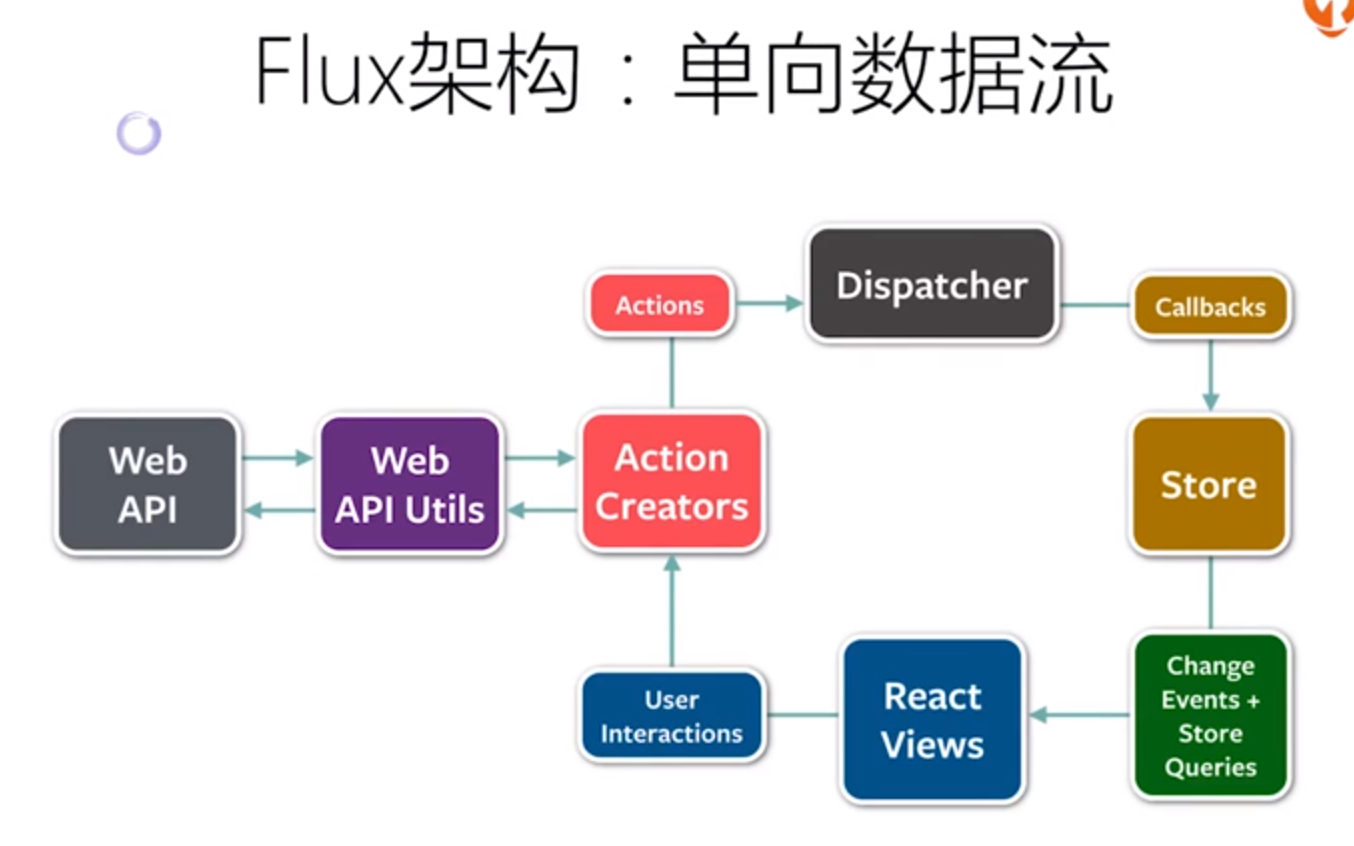 Flux架构：单向数据流
Actions
Dispatcher
Callbacks
Web
API
Web
API Utils
Action
Creators
Store
User
Interactions
React
Views
Change
Events +
Store
Queries